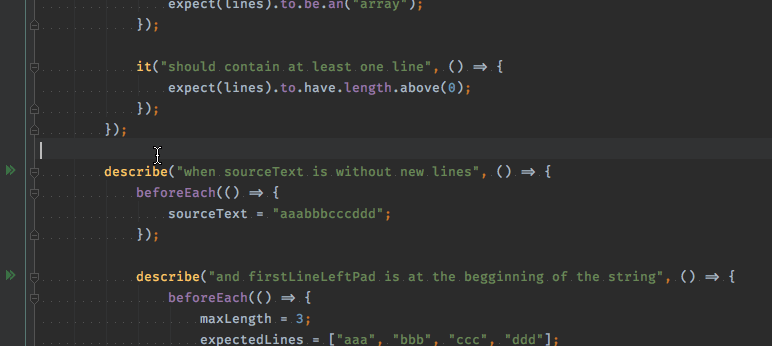 expect(lines).to.be.an("array");
});
it("should contain at least one line", () => {
expect(lines).to.have.length.above(0);
});
});
describe("when sourceText is without new lines", () => {
beforeEach(() => {
sourceText = "aaabbbcccddd";
});
describe("and firstLineLeftPad is at the begginning of the string", () => {
beforeEach(() => {
maxLength = 3;
expectedLines = ["aaa", "bbb", "ccc", "ddd"];